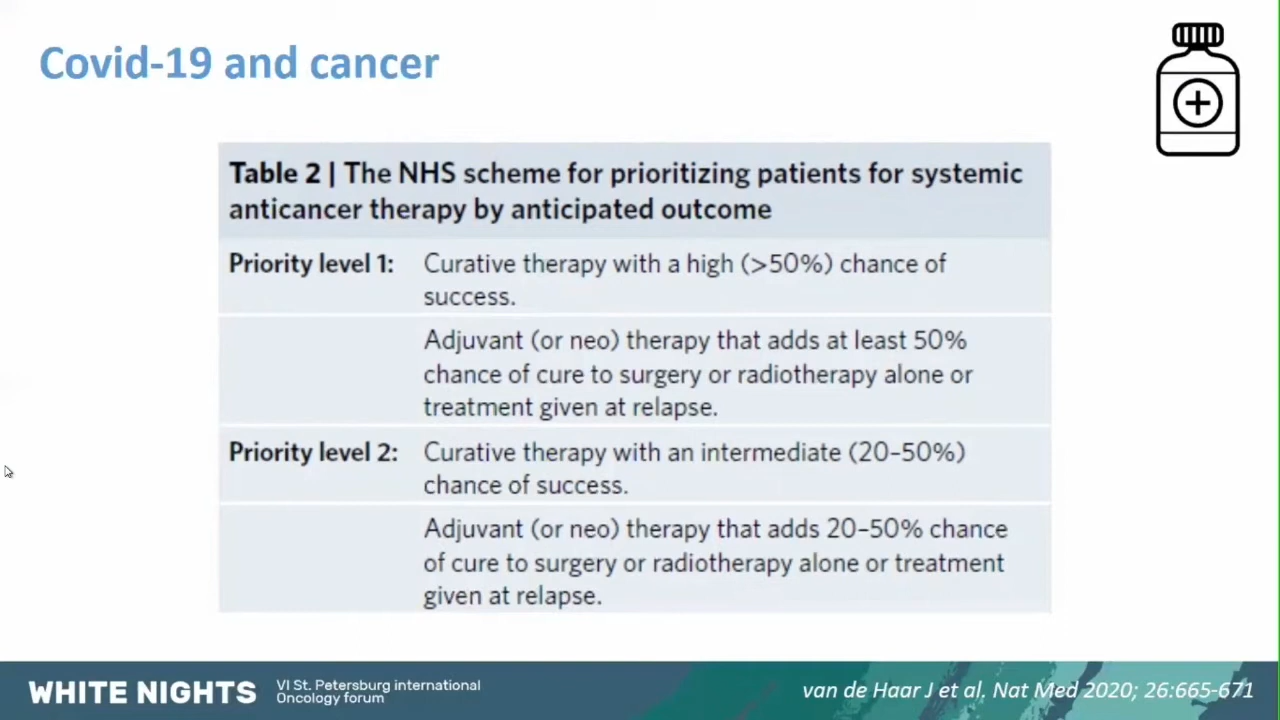 Covid-19 and cancer
Table 2 | The NHS scheme for prioritizing patients for systemic
anticancer therapy by anticipated outcome
Priority level 1: Curative therapy with a high (>50%) chance of
success.
Adjuvant (or neo) therapy that adds at least 50%
chance of cure to surgery or radiotherapy alone or
treatment given at relapse.
Priority level 2: Curative therapy with an intermediate (20–50%)
chance of success.
Adjuvant (or neo) therapy that adds 20–50% chance
of cure to surgery or radiotherapy alone or treatment
given at relapse.
WHITE NIGHTS
VI St. Petersburg international
Oncology forum
van de Haar J et al. Nat Med 2020; 26:665-671